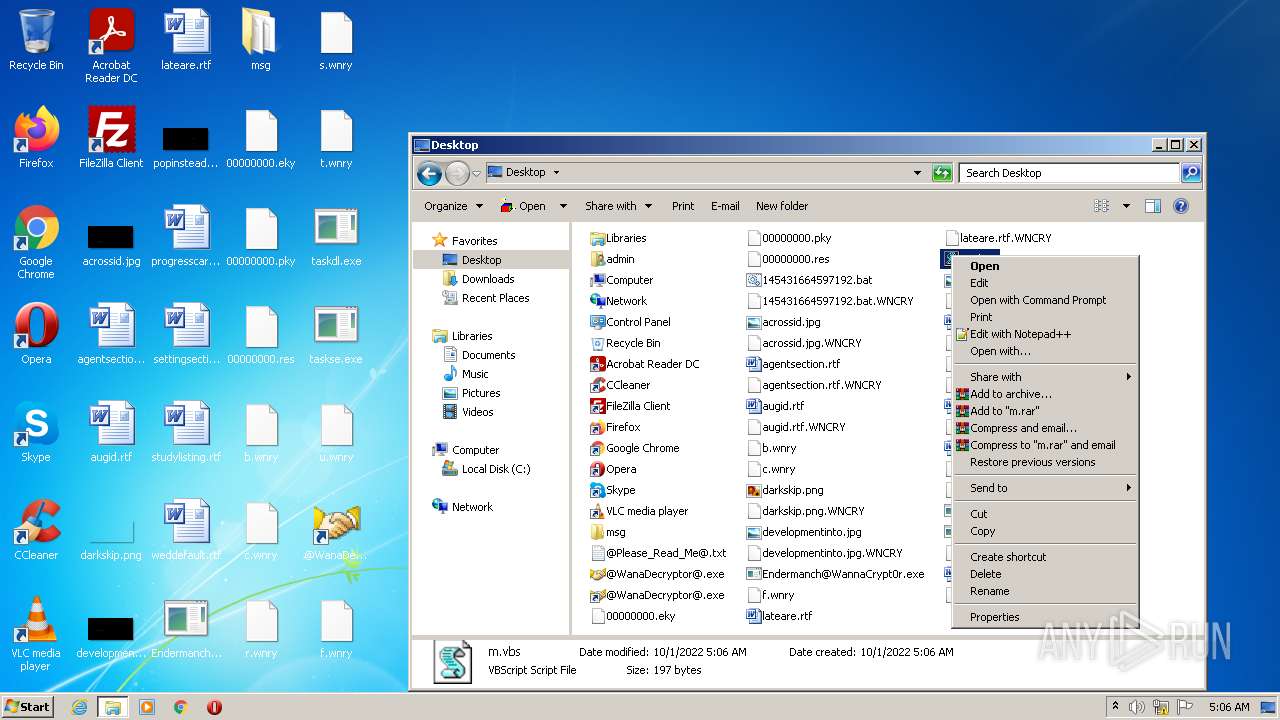 Recycle Bin
Acrobat
Reader DC
lateare.rtf
msg
s.wnry
Firefox
FileZilla Client
popinstead...
00000000.eky
t.wnry
Google
Chrome
acrossid.jpg
progresscar...
00000000.pky
taskdl.exe
Opera
agentsectio...
settingsecti...
00000000.res
taskse.exe
Skype
augid.rtf
studylisting.rtf
b.wnry
u.wnry
CCleaner
darkskip.png
weddefault.rtf
c.wnry
@WanaDe...
VLC media
player
developmen...
Endermanch...
r.wnry
f.wnry
Desktop
Desktop
Search Desktop
Organize
Open
Share with
Print
E-mail
New folder
Favorites
Desktop
Downloads
Recent Places
Libraries
Documents
Music
Pictures
Videos
Computer
Local Disk (C:)
Network
Libraries
admin
Computer
Network
Control Panel
Recycle Bin
Acrobat Reader DC
CCleaner
FileZilla Client
Firefox
Google Chrome
Opera
Skype
VLC media player
msg
@Please_Read_Me@.txt
@WanaDecryptor@.exe
@WanaDecryptor@.exe
00000000.eky
00000000.pky
00000000.res
acrossid.jpg
acrossid.jpg.WNCRY
agentsection.rtf
agentsection.rtf.WNCRY
augid.rtf
augid.rtf.WNCRY
b.wnry
c.wnry
darkskip.png
darkskip.png.WNCRY
developmentinto.jpg
developmentinto.jpg.WNCRY
Endermanch@WannaCrypt0r.exe
f.wnry
lateare.rtf
lateare.rtf.WNCRY
Open
Edit
Open with Command Prompt
Print
Edit with Notepad++
Open with...
Share with
Add to archive...
Add to "m.rar"
Compress and email...
Compress to "m.rar" and email
Restore previous versions
Send to
Cut
Copy
Create shortcut
Delete
Rename
Properties
m.vbs
Date modified: 10/1/2022 5:06 AM
Date created: 10/1/2022 5:06 AM
VBScript Script File
Size: 197 bytes
ANY RUN
Start
5:06 AM